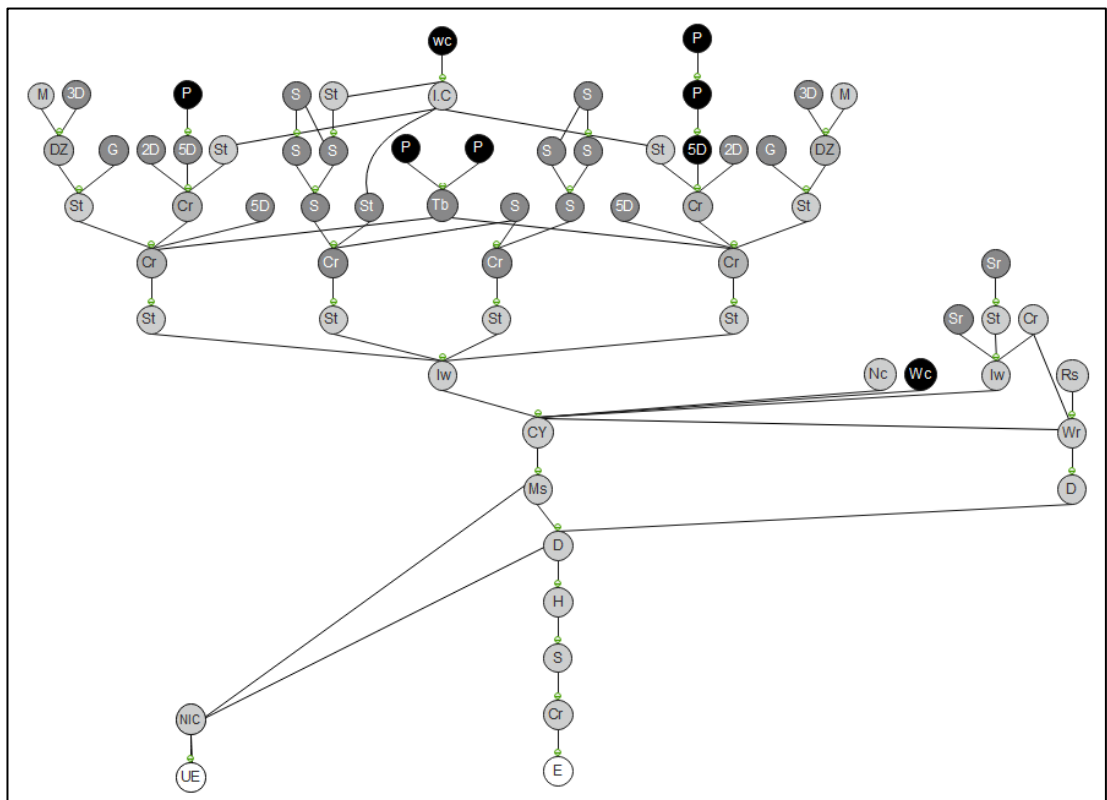 wc P
M 3D P S St I.C S P 3D M
DZ G 2D 5D St S S P P S S St 5D 2D G DZ
St Cr 5D S St Tb S S 5D Cr St
Cr Cr Cr Cr Sr
St St St St Sr St Cr
Iw Nc Wc Iw Rs
CY Wr
Ms D
D
H
S
NIC Cr
UE E